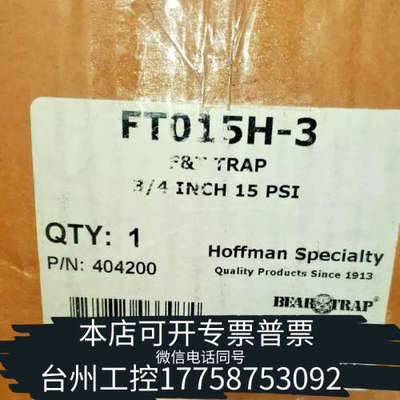 FT015H-3
F&T TRAP
3/4 INCH 15 PSI
QTY: 1
P/N: 404200
Hoffman Specialty
Quality Products Since 1913
BEAR TRAP
本店可开专票普票
微信电话同号
台州工控17758753092